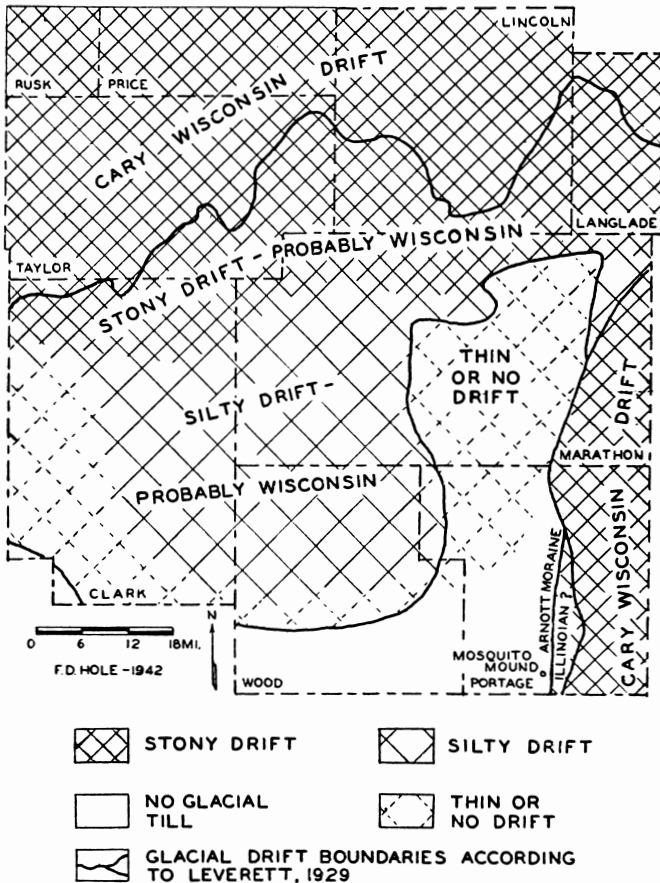 LINCOLN
RUSK
PRICE
CARY WISCONSIN DRIFT
LANGLADE
TAYLOR
STONY DRIFT - PROBABLY WISCONSIN
THIN
OR NO
DRIFT
SILTY DRIFT -
PROBABLY WISCONSIN
MARATHON
CARY WISCONSIN DRIFT
ARNOTT MORAINE
ILLINOIAN ?
CLARK
N
0 6 12 18 MI.
F.D. HOLE - 1942
WOOD
MOSQUITO
MOUND
PORTAGE
STONY DRIFT
SILTY DRIFT
NO GLACIAL
TILL
THIN OR
NO DRIFT
GLACIAL DRIFT BOUNDARIES ACCORDING
TO LEVERETT, 1929